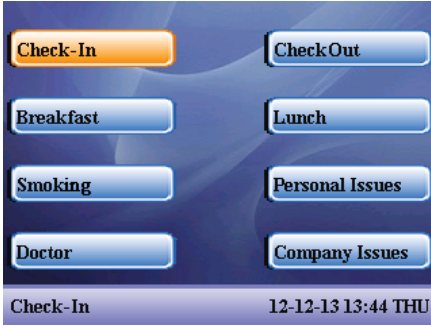 Check-In
CheckOut
Breakfast
Lunch
Smoking
Personal Issues
Doctor
Company Issues
Check-In
12-12-13 13:44 THU